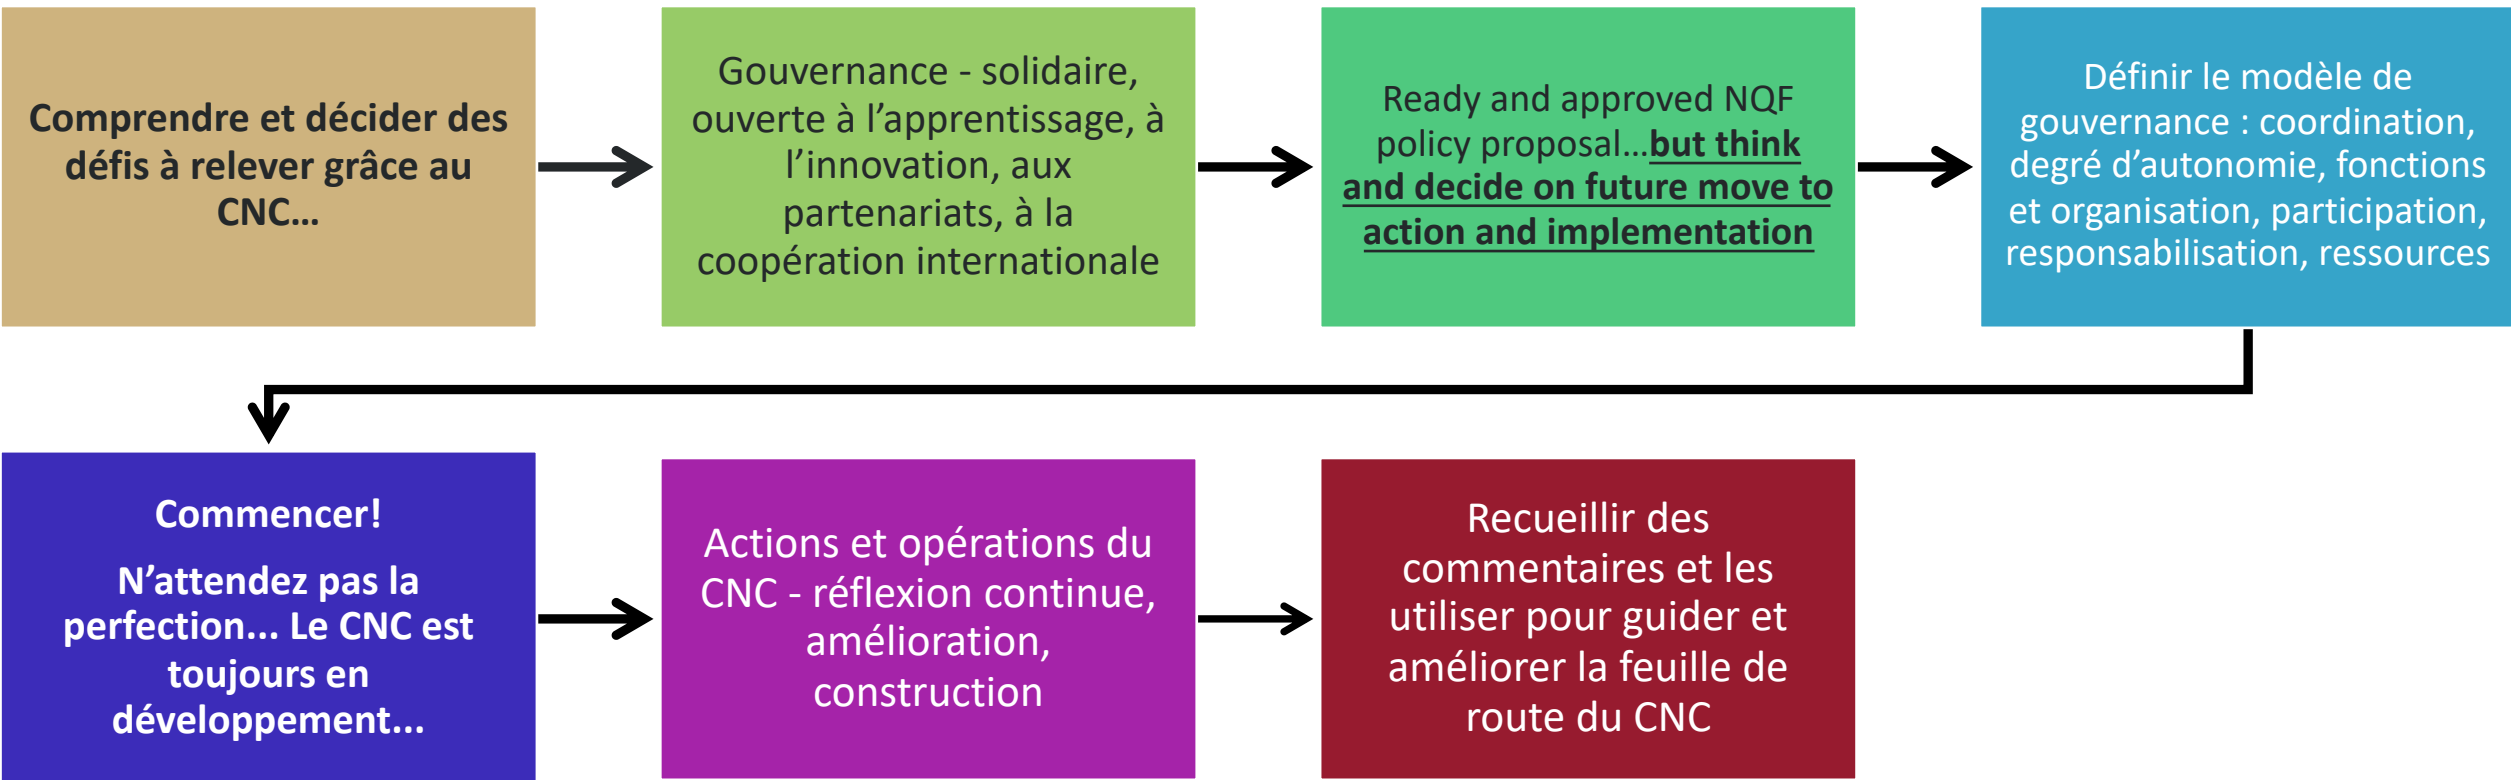 Comprendre et décider des
défis à relever grâce au
CNC...
Gouvernance - solidaire,
ouverte à l’apprentissage, à
l’innovation, aux
partenariats, à la
coopération internationale
Ready and approved NQF
policy proposal...but think
and decide on future move to
action and implementation
Définir le modèle de
gouvernance : coordination,
degré d’autonomie, fonctions
et organisation, participation,
responsabilisation, ressources
Commencer!
N’attendez pas la
perfection... Le CNC est
toujours en
développement...
Actions et opérations du
CNC - réflexion continue,
amélioration,
construction
Recueillir des
commentaires et les
utiliser pour guider et
améliorer la feuille de
route du CNC